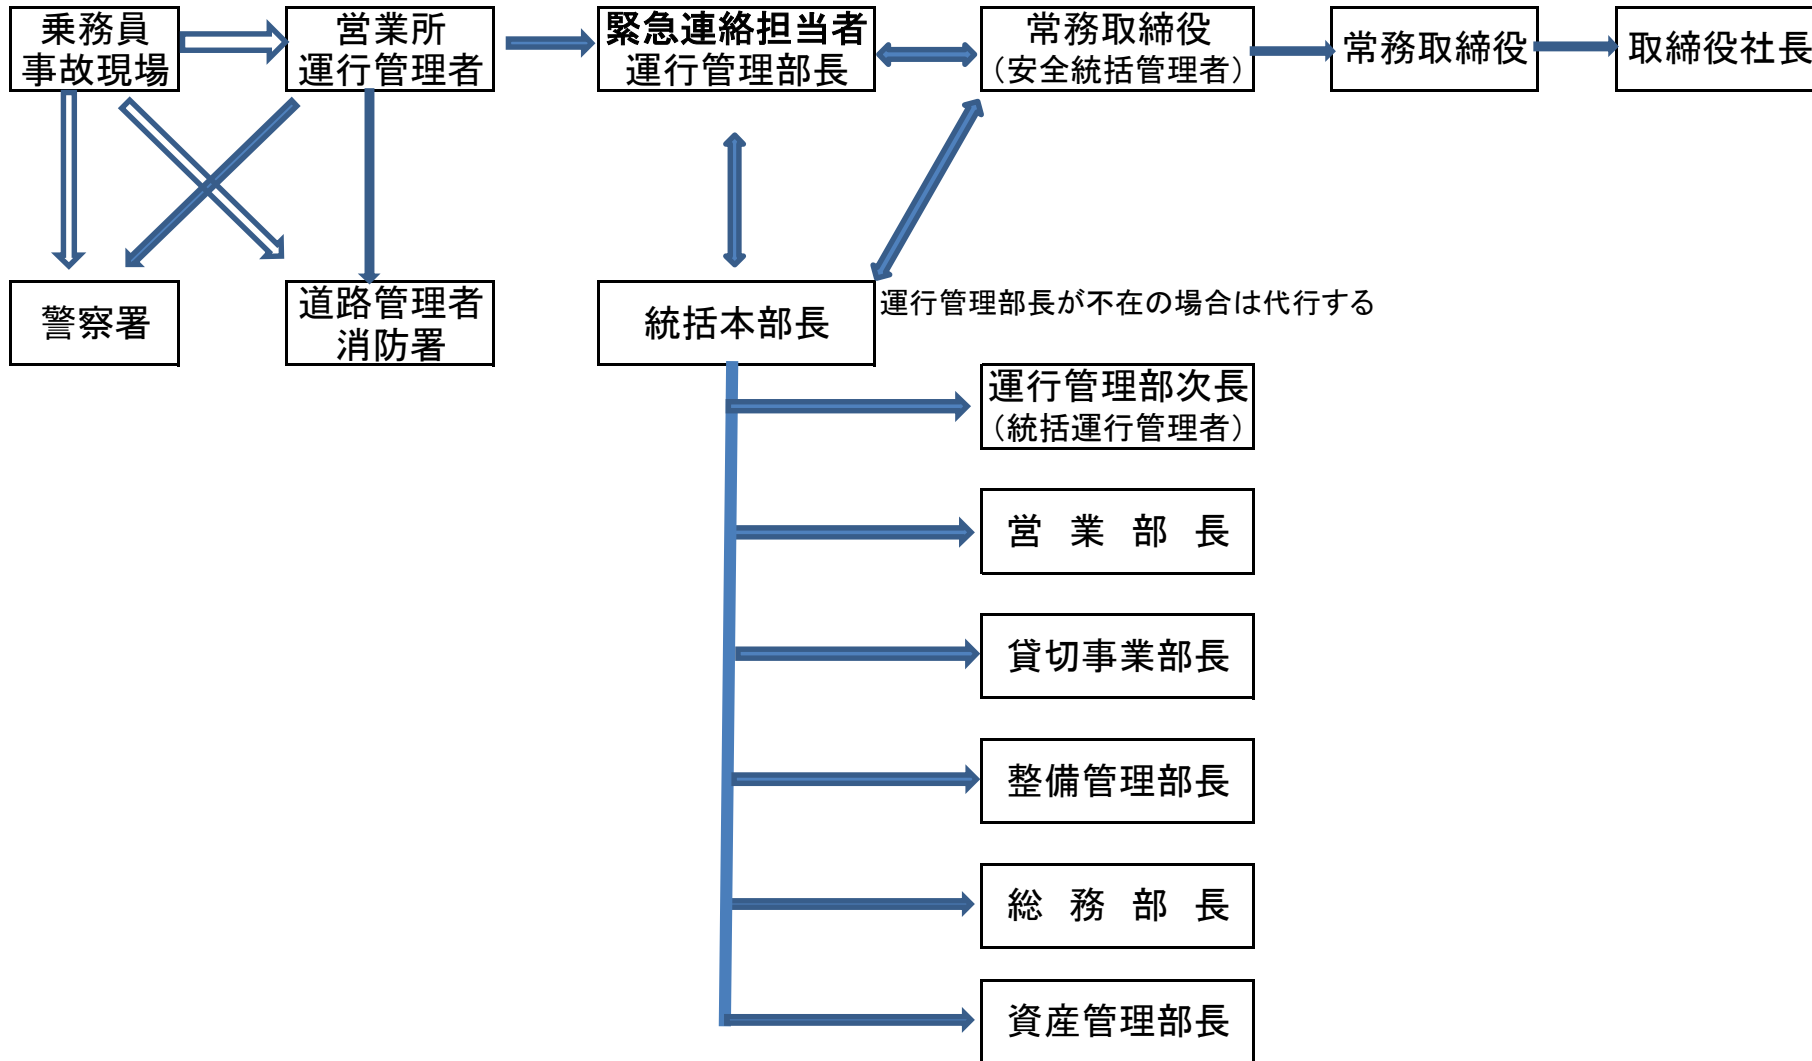 乗務員
事故現場
営業所
運行管理者
緊急連絡担当者
運行管理部長
常務取締役
（安全統括管理者）
常務取締役
取締役社長
警察署
道路管理者
消防署
統括本部長
運行管理部長が不在の場合は代行する
運行管理部次長
（統括運行管理者）
営　業　部　長
貸切事業部長
整備管理部長
総　務　部　長
資産管理部長